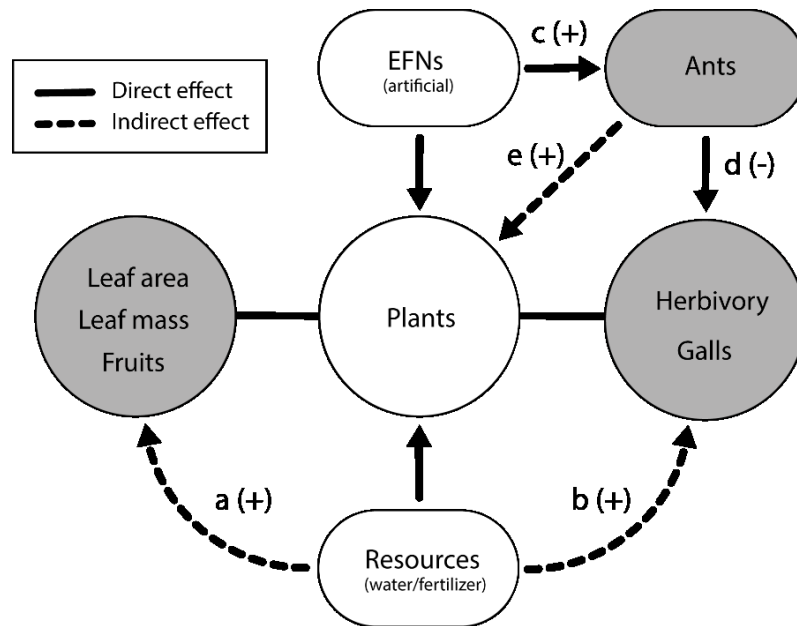 c (+)
EFNs
(artificial)
Ants
Direct effect
Indirect effect
e (+)
d (-)
Leaf area
Leaf mass
Fruits
Plants
Herbivory
Galls
a (+)
b (+)
Resources
(water/fertilizer)